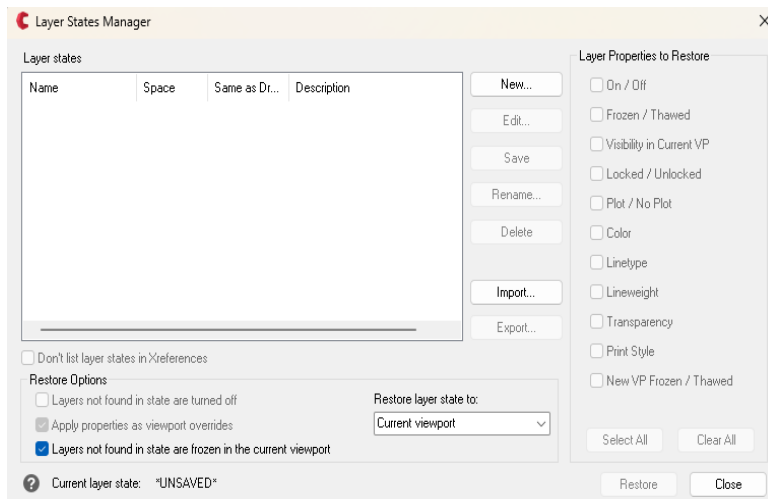 Layer States Manager
Layer states
Name Space Same as Dr... Description
New...
Edit...
Save
Rename...
Delete
Import...
Export...
Don't list layer states in Xreferences
Restore Options
Layers not found in state are turned off
Apply properties as viewport overrides
Layers not found in state are frozen in the current viewport
Restore layer state to:
Current viewport
Layer Properties to Restore
On / Off
Frozen / Thawed
Visibility in Current VP
Locked / Unlocked
Plot / No Plot
Color
Linetype
Lineweight
Transparency
Print Style
New VP Frozen / Thawed
Select All Clear All
Current layer state: *UNSAVED*
Restore Close